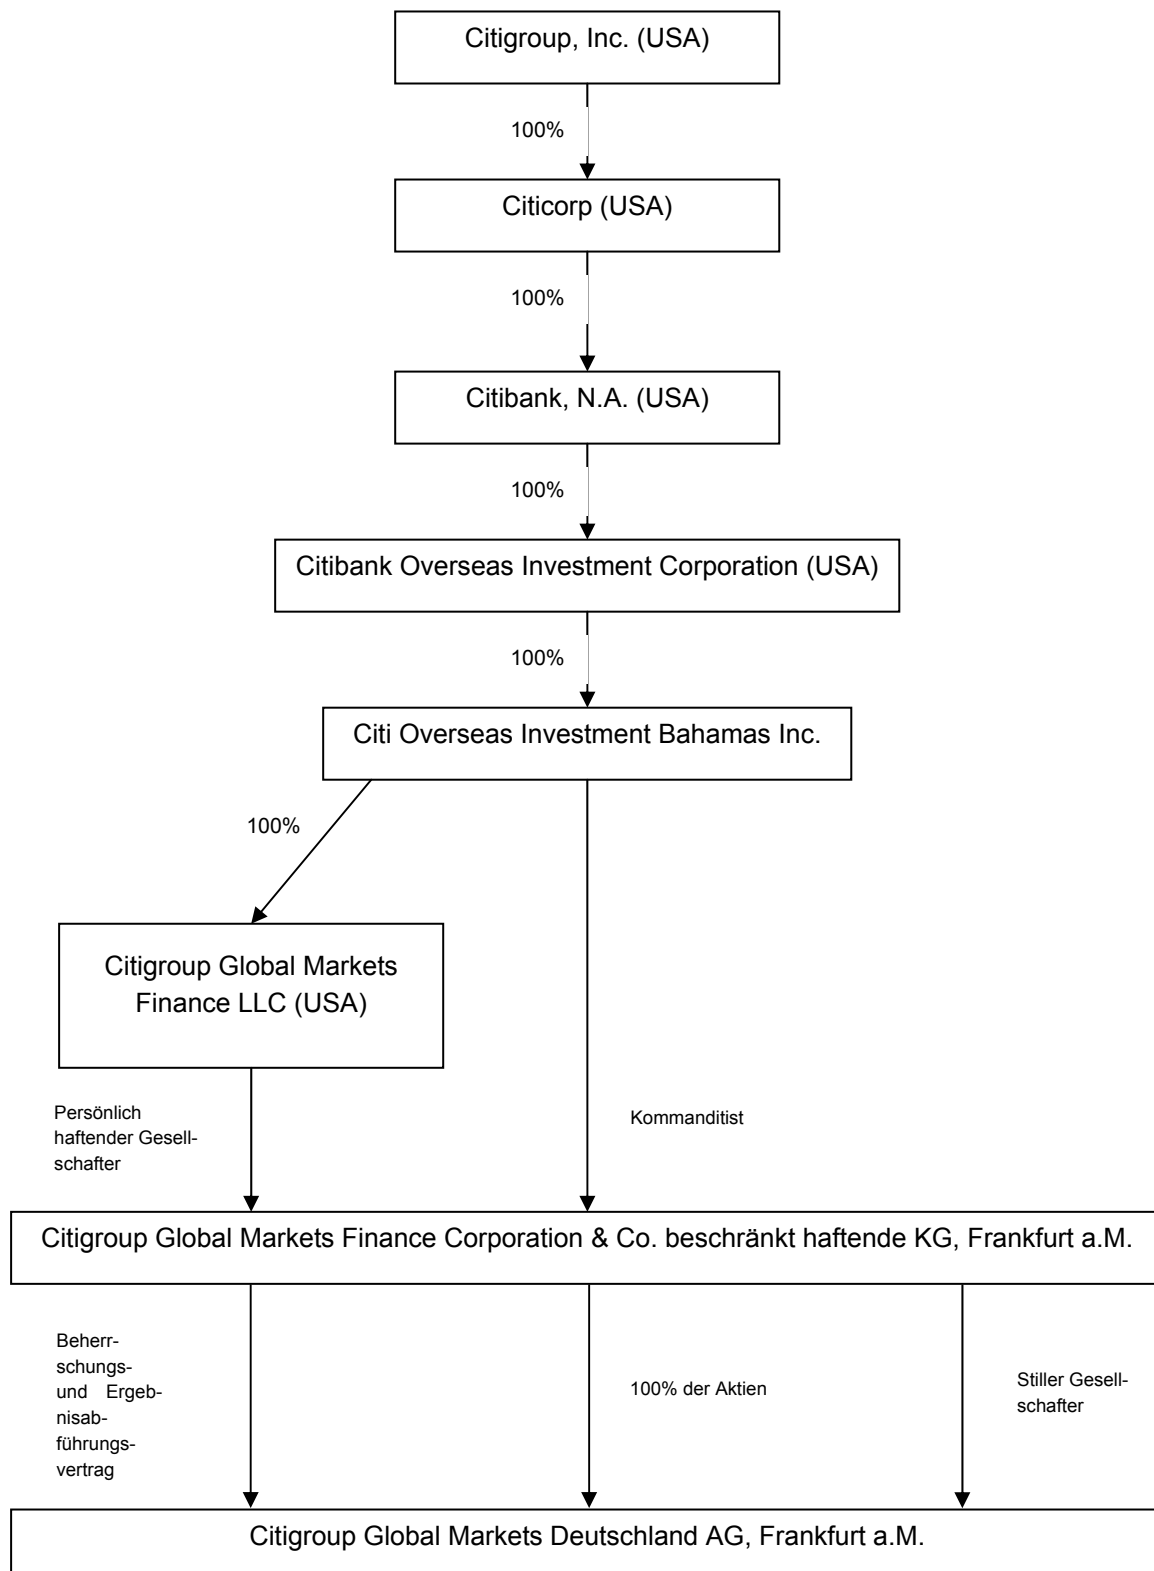 Citigroup, Inc. (USA)
100%
Citicorp (USA)
100%
Citibank, N.A. (USA)
100%
Citibank Overseas Investment Corporation (USA)
100%
Citi Overseas Investment Bahamas Inc.
100%
Citigroup Global Markets
Finance LLC (USA)
Persönlich
haftender Gesell-
schafter
Kommanditist
Citigroup Global Markets Finance Corporation & Co. beschränkt haftende KG, Frankfurt a.M.
Beherr-
schungs-
und Ergeb-
nisab-
führungs-
vertrag
100% der Aktien
Stiller Gesell-
schafter
Citigroup Global Markets Deutschland AG, Frankfurt a.M.